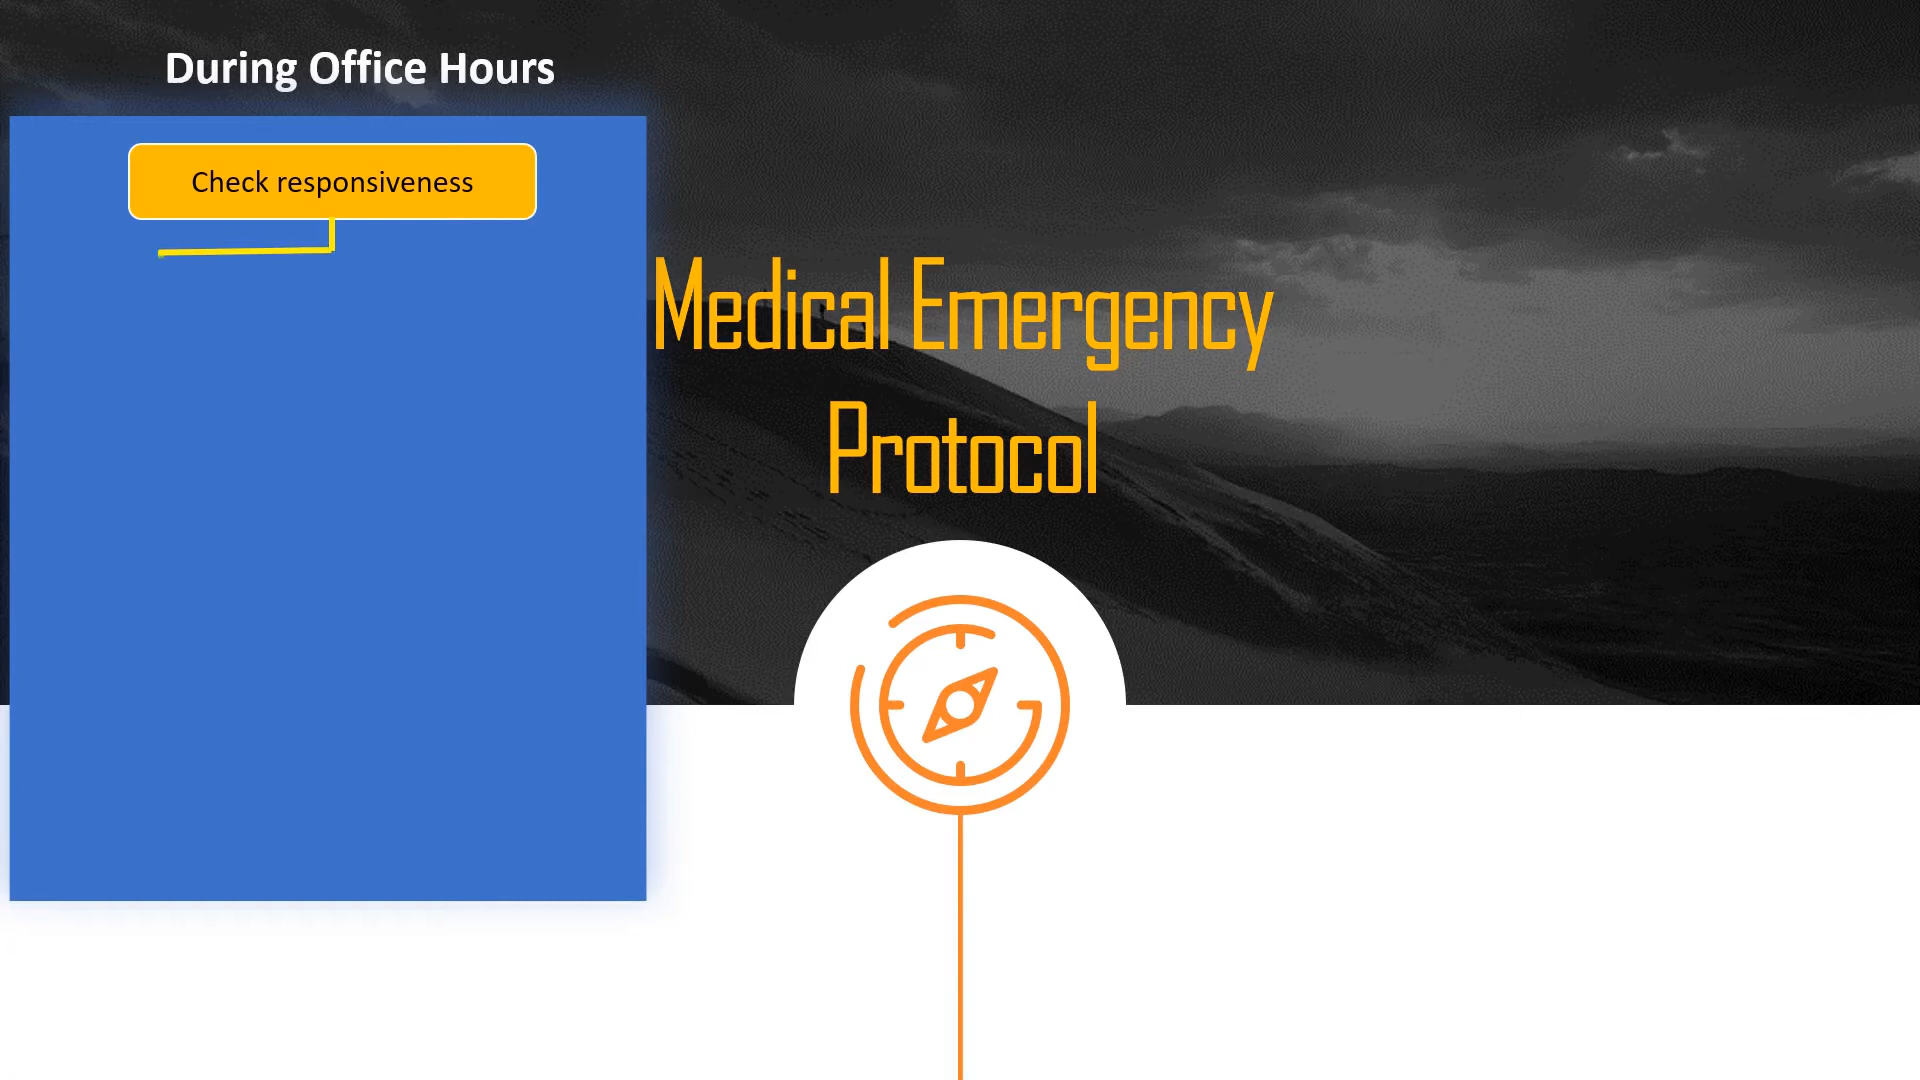 During Office Hours
Check responsiveness
Medical Emergency
Protocol